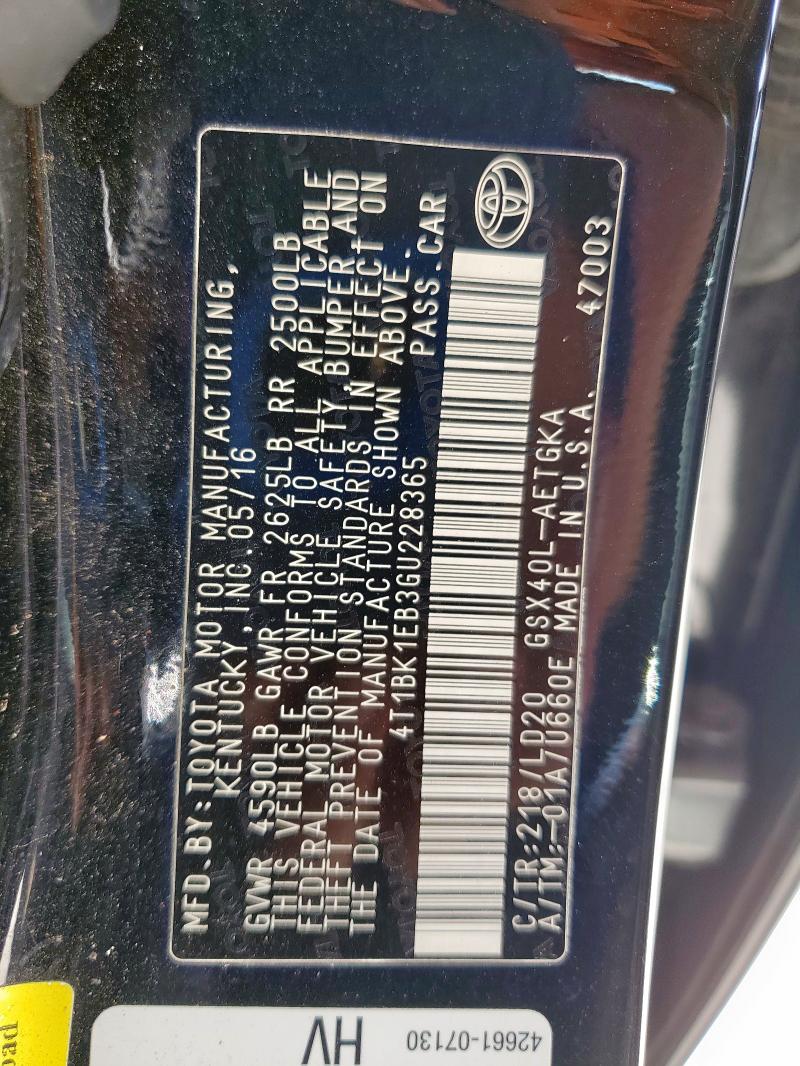 MFD.BY:TOYOTA MOTOR MANUFACTURING,
KENTUCKY,INC.05/16
GVWR 4590LB GAWR FR 2625LB RR 2500LB
THIS VEHICLE CONFORMS TO ALL APPLICABLE
FEDERAL MOTOR VEHICLE SAFETY,BUMPER AND
THEFT PREVENTION STANDARDS IN EFFECT ON
THE DATE OF MANUFACTURE SHOWN ABOVE.
4T1BK1EB3GU228365 PASS.CAR
C/TR:218/LD20 GSX40L-AETGKA
A/TM:-01A/U660E MADE IN U.S.A. 47003
HV
42661-07130